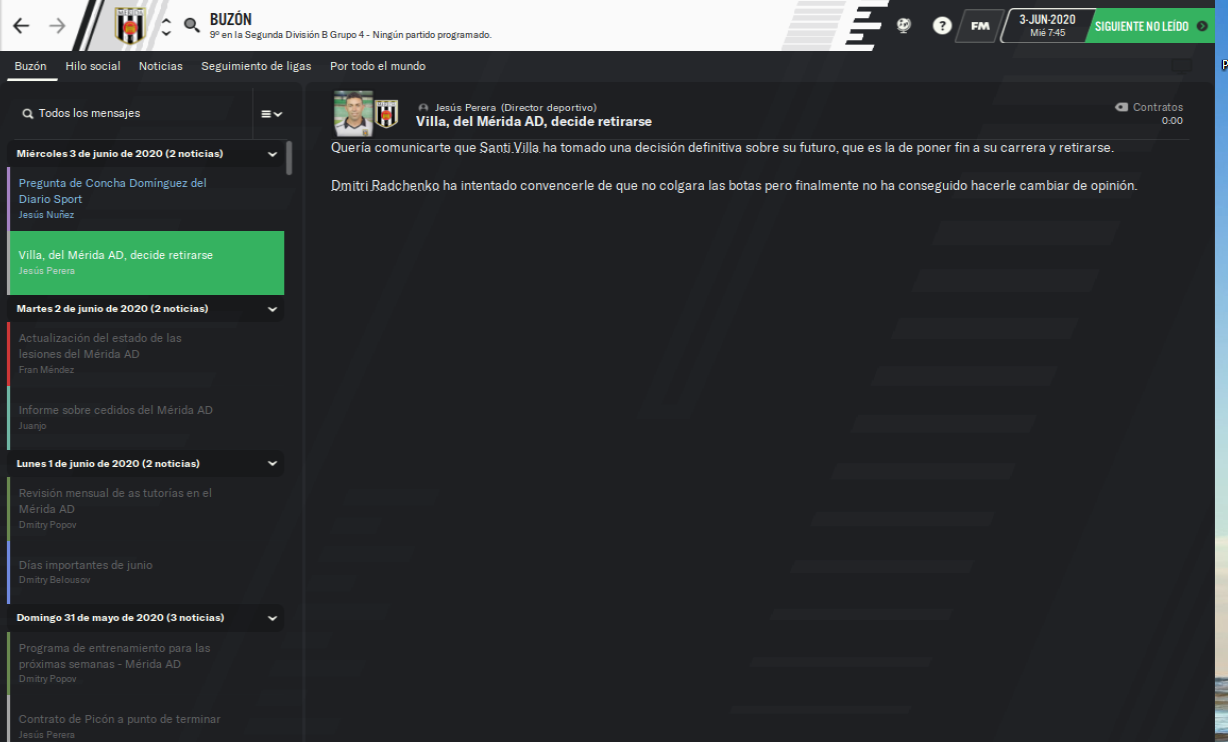 BUZÓN
9º en la Segunda División B Grupo 4 - Ningún partido programado.
?
FM
3-JUN-2020
Mié 7:45
SIGUIENTE NO LEÍDO
Buzón Hilo social Noticias Seguimiento de ligas Por todo el mundo
Todos los mensajes
Miércoles 3 de junio de 2020 (2 noticias)
Pregunta de Concha Domínguez del
Diario Sport
Jesús Nuñez
Villa, del Mérida AD, decide retirarse
Jesús Perera
Martes 2 de junio de 2020 (2 noticias)
Actualización del estado de las
lesiones del Mérida AD
Fran Méndez
Informe sobre cedidos del Mérida AD
Juanjo
Lunes 1 de junio de 2020 (2 noticias)
Revisión mensual de as tutorías en el
Mérida AD
Dmitry Popov
Días importantes de junio
Dmitry Belousov
Domingo 31 de mayo de 2020 (3 noticias)
Programa de entrenamiento para las
próximas semanas - Mérida AD
Dmitry Popov
Contrato de Picón a punto de terminar
Jesús Perera
Jesús Perera (Director deportivo)
Villa, del Mérida AD, decide retirarse
Contratos
0:00
Quería comunicarte que Santi Villa ha tomado una decisión definitiva sobre su futuro, que es la de poner fin a su carrera y retirarse.
Dmitri Radchenko ha intentado convencerle de que no colgara las botas pero finalmente no ha conseguido hacerle cambiar de opinión.